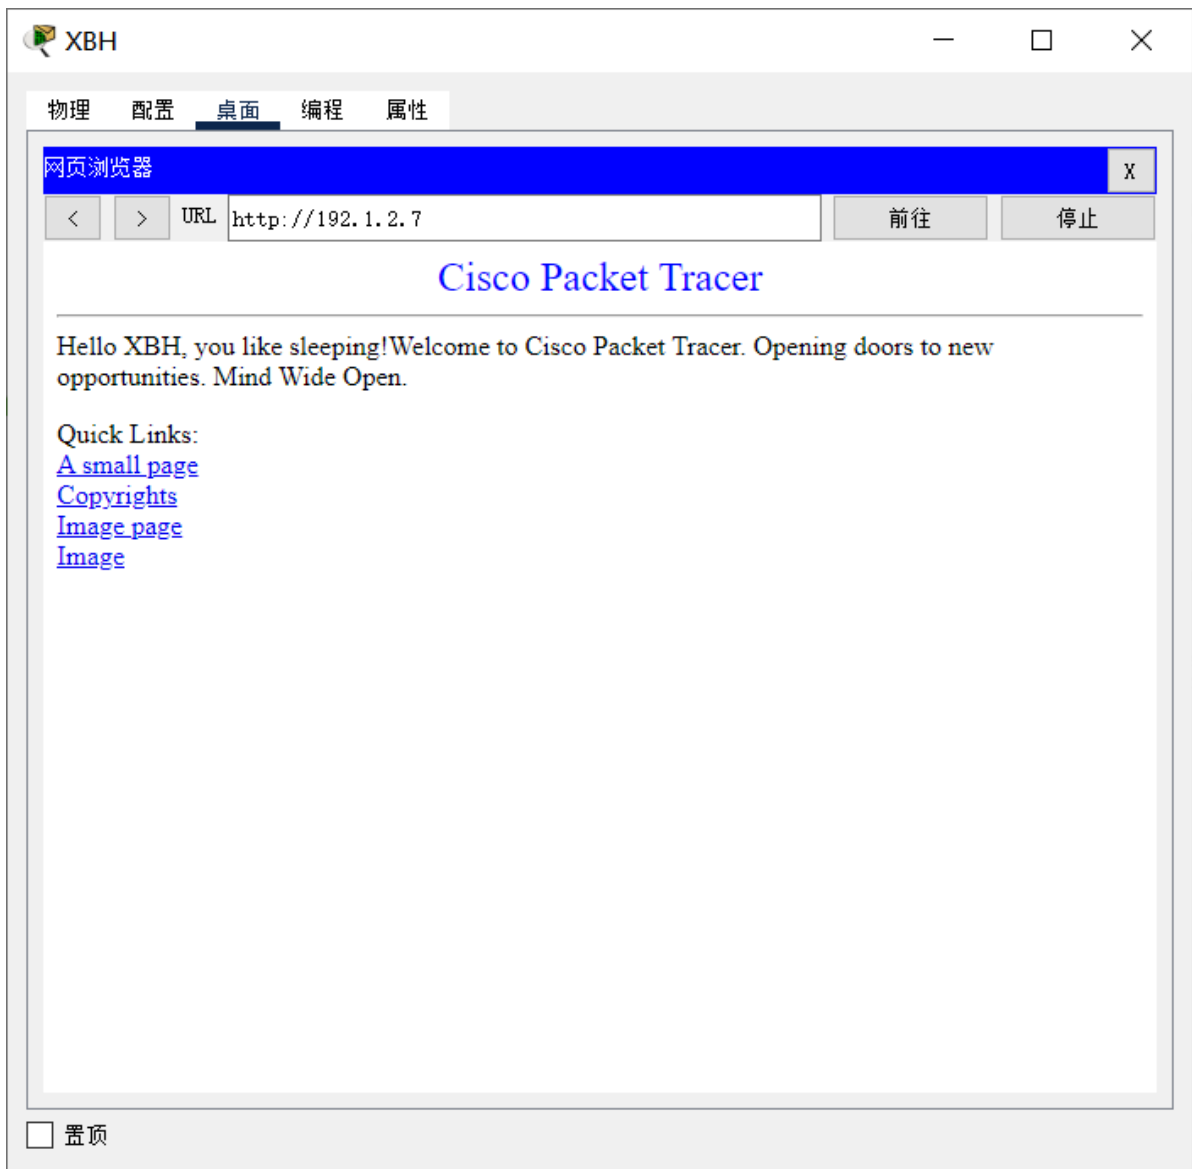 XBH
物理 配置 桌面 编程 属性
网页浏览器 X
< > URL http://192.1.2.7 前往 停止
Cisco Packet Tracer
Hello XBH, you like sleeping!Welcome to Cisco Packet Tracer. Opening doors to new
opportunities. Mind Wide Open.
Quick Links:
A small page
Copyrights
Image page
Image
置顶